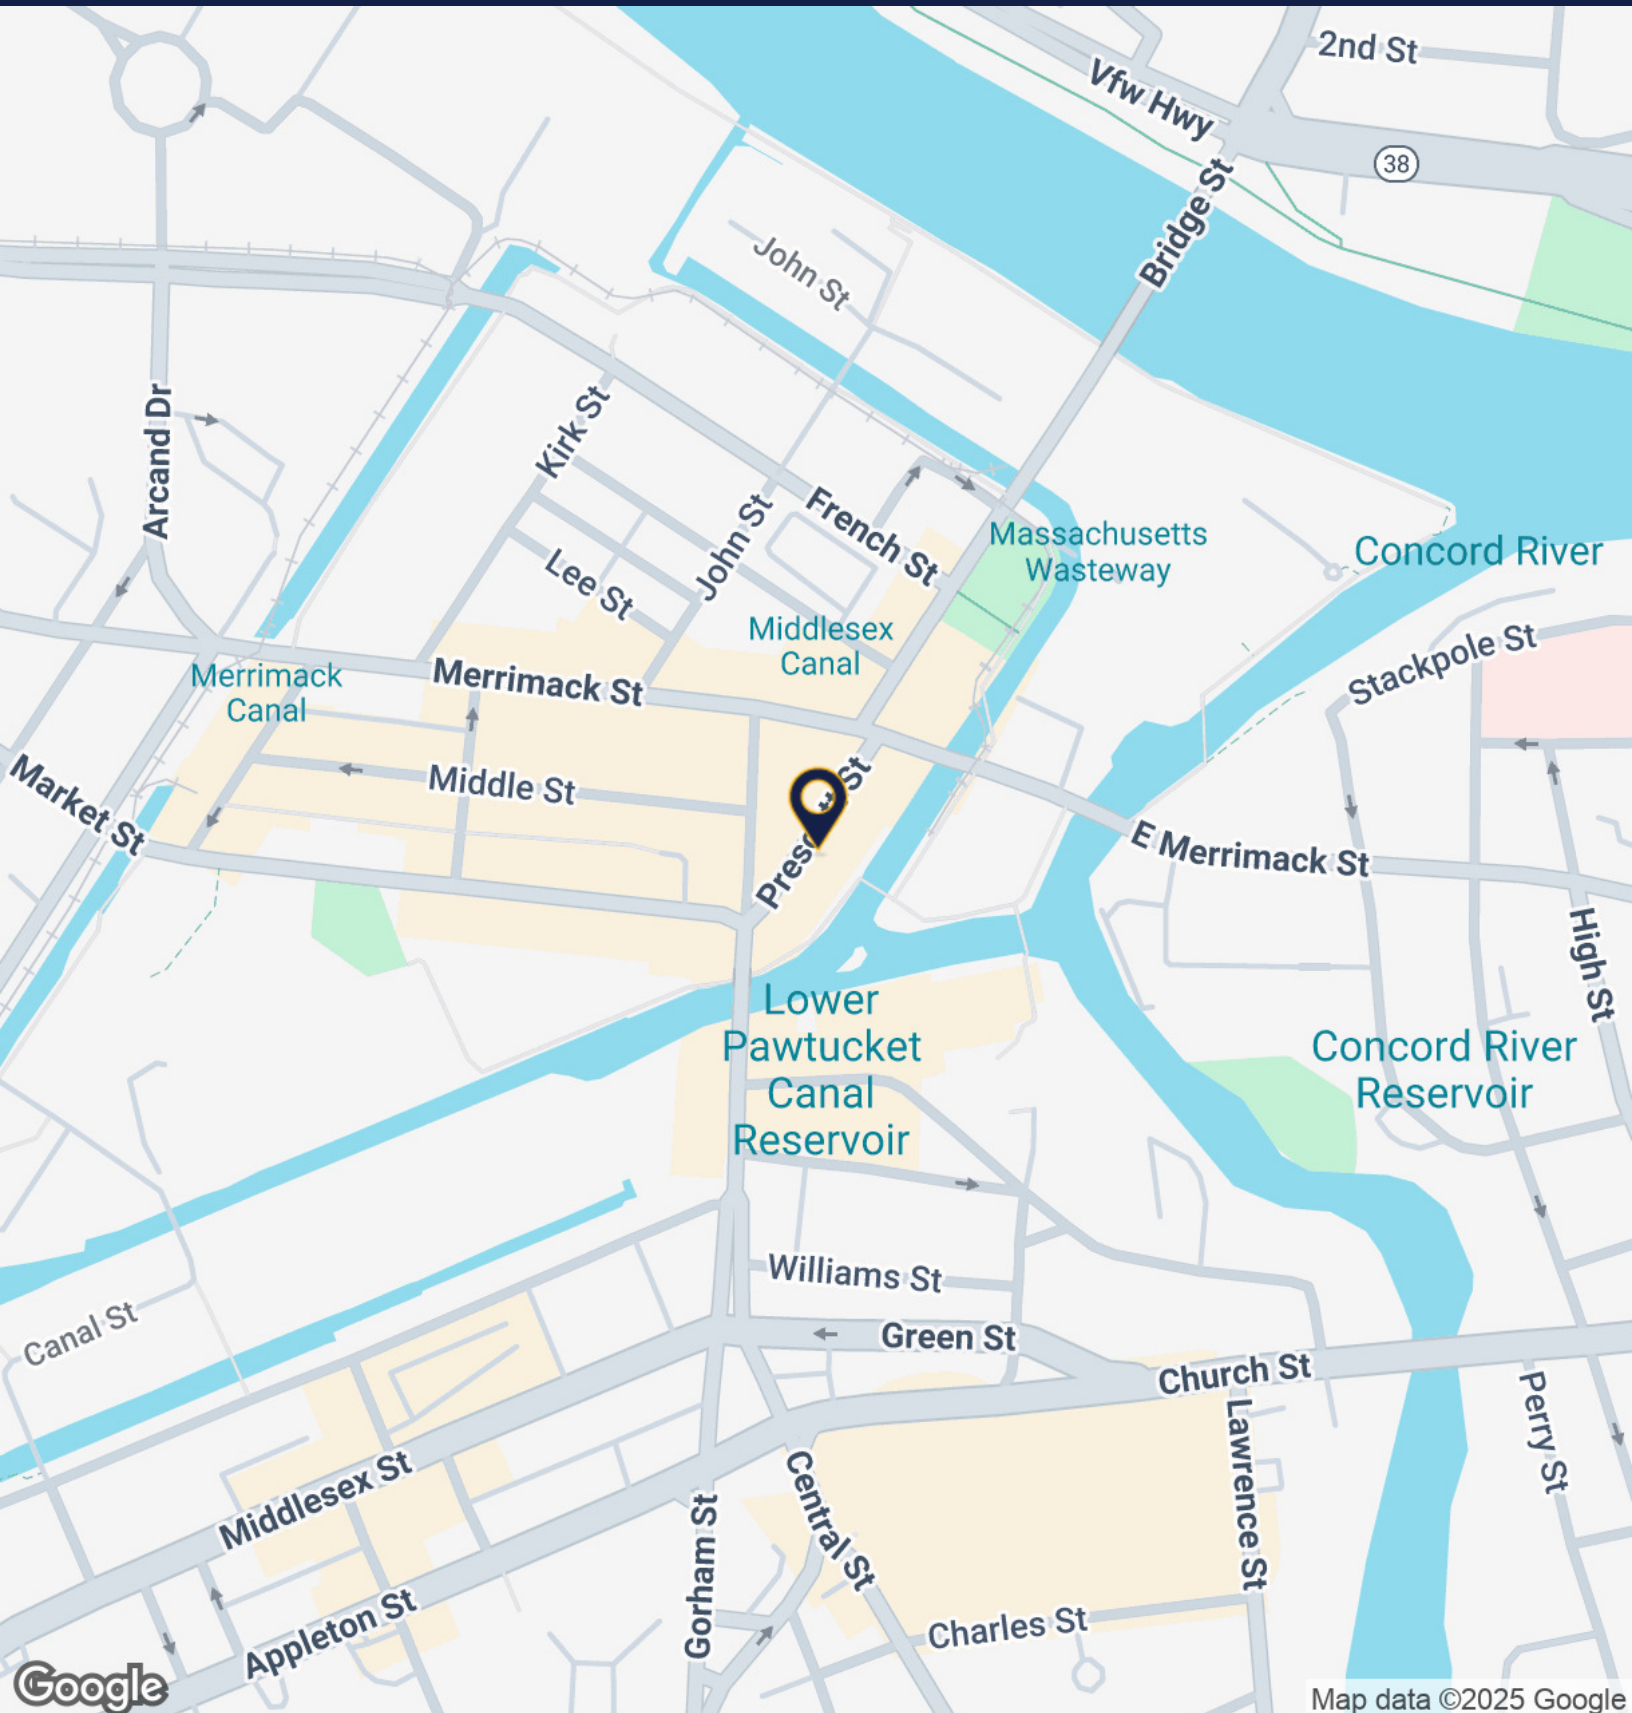 2nd St
Vfw Hwy
38
Bridge St
John St
Arcand Dr
Kirk St
French St
John St
Lee St
Massachusetts
Wasteway
Concord River
Middlesex
Canal
Stackpole St
Merrimack
Canal
Merrimack St
Market St
Middle St
St
E Merrimack St
High St
Lower
Pawtucket
Canal
Reservoir
Concord River
Reservoir
Canal St
Williams St
Green St
Church St
Perry St
Lawrence St
Middlesex St
Central St
Gorham St
Appleton St
Charles St
Google
Map data ©2025 Google